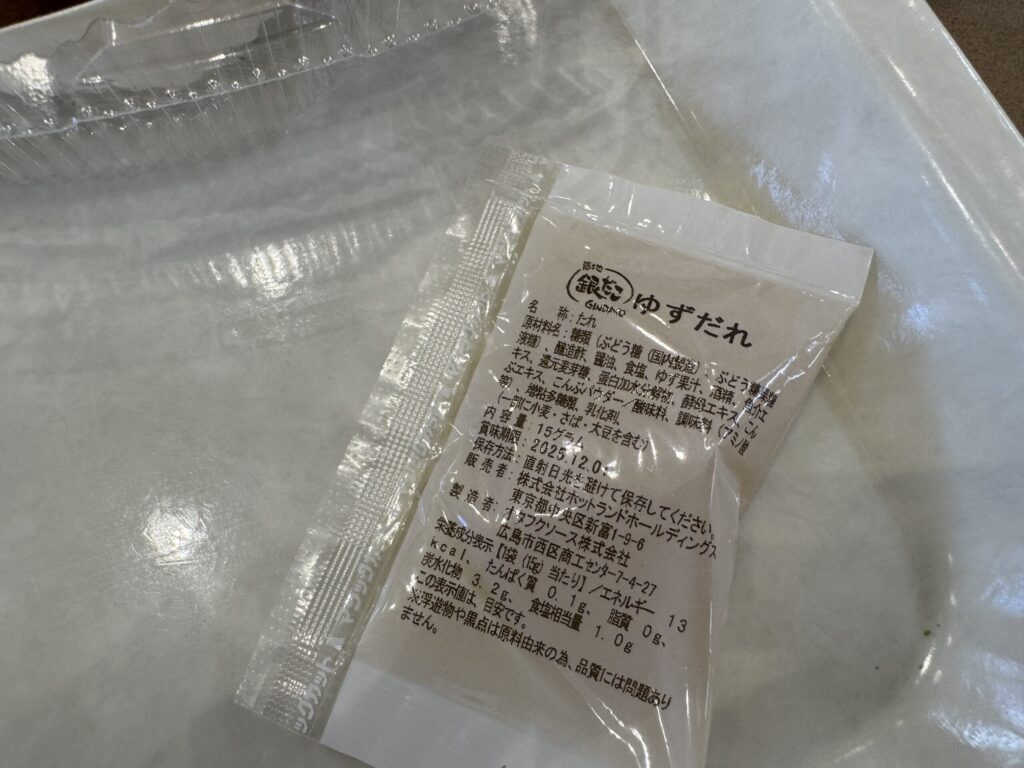 築地
銀だこ
GINDACO
ゆずだれ
名 称：たれ
原材料名：糖類（ぶどう糖（国内製造）、ぶどう糖果糖
液糖）、醸造酢、醤油、食塩、ゆず果汁、酒精、
キス、還元麦芽糖、蛋白加水分解物、酵母エキス、こん
ぶエキス、こんぶパウダー／酸味料、調味料（アミノ酸
等）、増粘多糖類、乳化剤
（一部に小麦・さば・大豆を含む）
内 容 量：15グラム
賞味期限：2025.12.0
保存方法：直射日光を避けて保存してください
販 売 者：株式会社ホットランドホールディングス
東京都中央区新富1-9-6
製 造 者：オタフクソース株式会社
広島市西区商工センター7-4-27
栄養成分表示【1袋（15g）当たり】／エネルギー 13
kcal、たんぱく質 0.1g、脂質 0g、
炭水化物 3.2g、食塩相当量 1.0g
この表示値は、目安です。
※浮遊物や黒点は原料由来の為、品質には問題あり
ません。
マジックカット